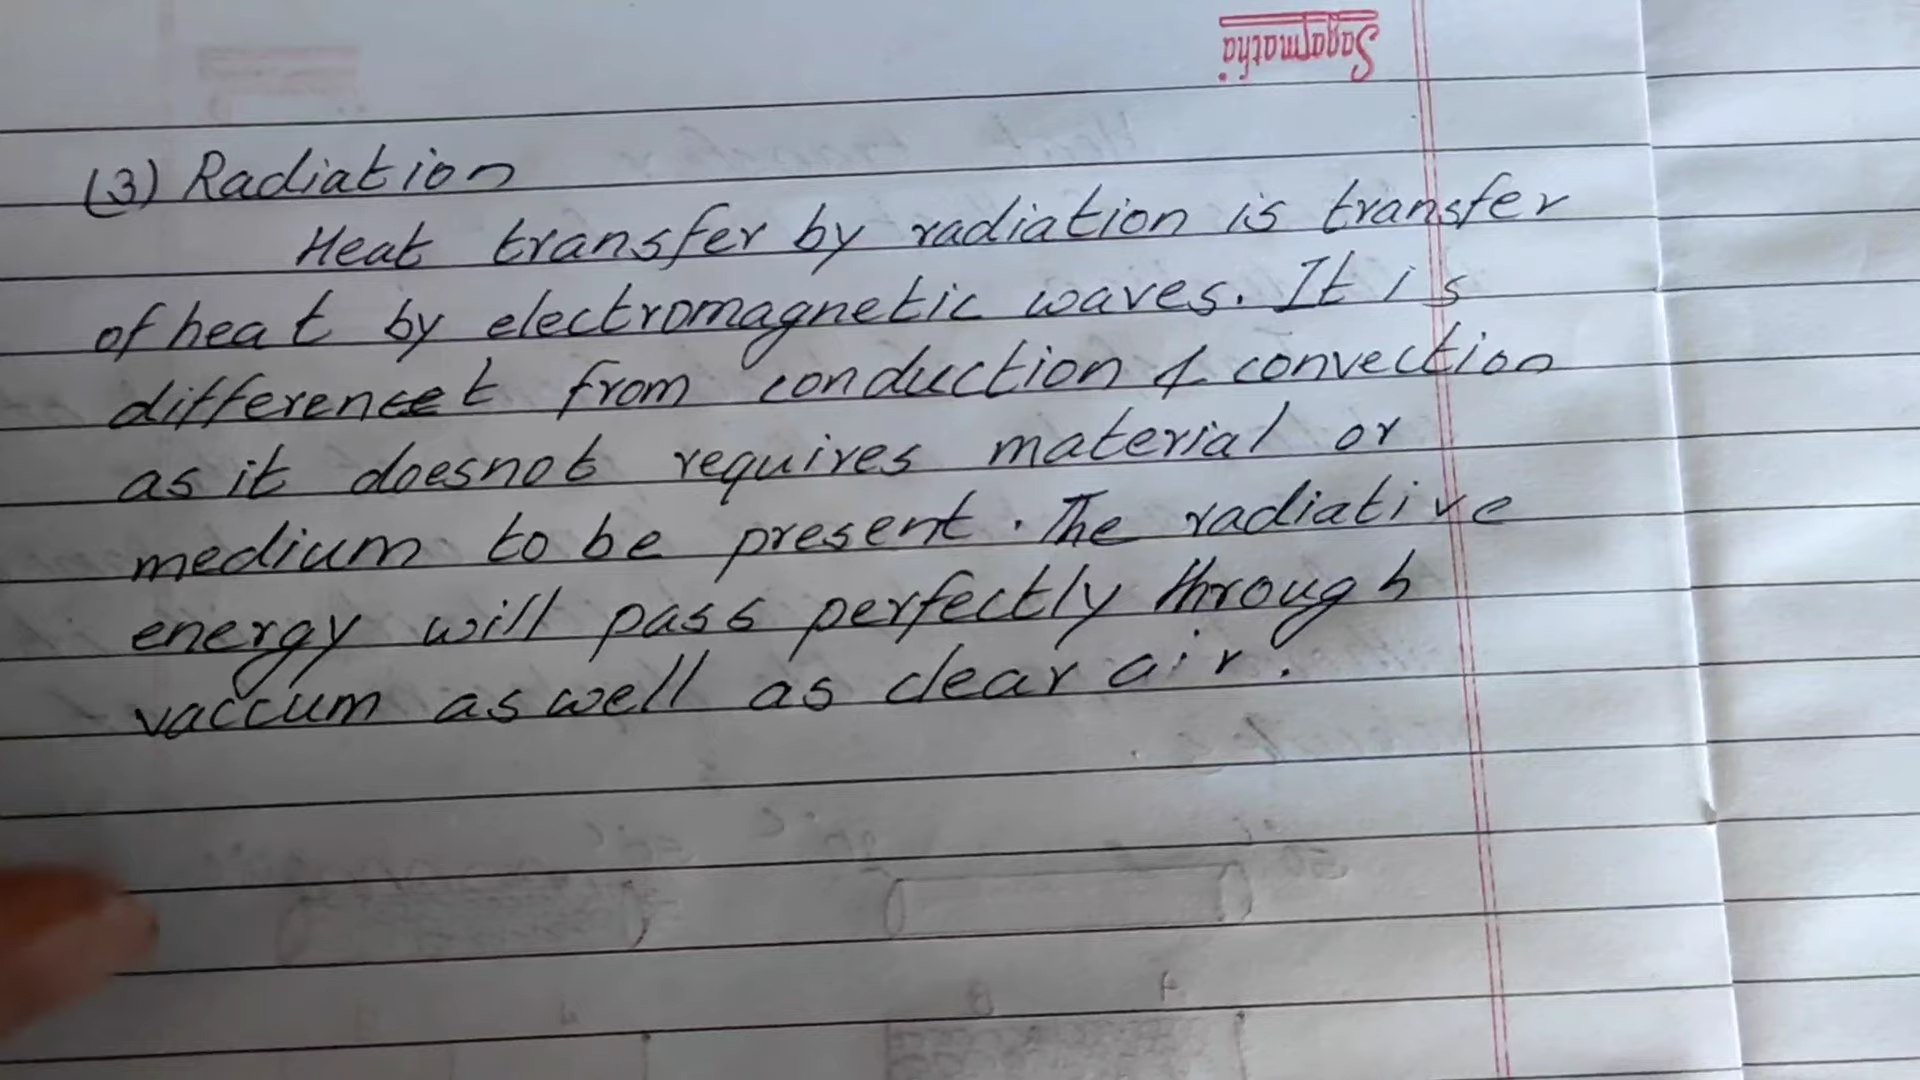 Sagarmatha
(3) Radiation
Heat transfer by radiation is transfer
of heat by electromagnetic waves. It is
differencet from conduction & convection
as it doesnot requires material or
medium to be present. The radiative
energy will pass perfectly through
vaccum as well as clear air.